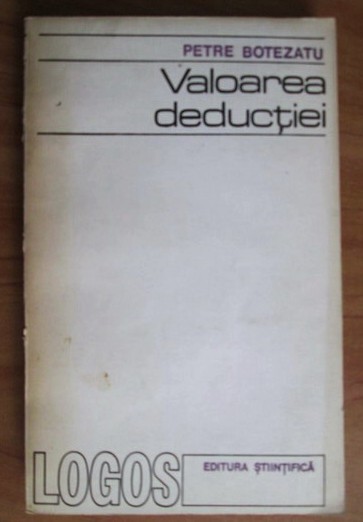 PETRE BOTEZATU
Valoarea
deducției
LOGOS
EDITURA ȘTIINȚIFICĂ